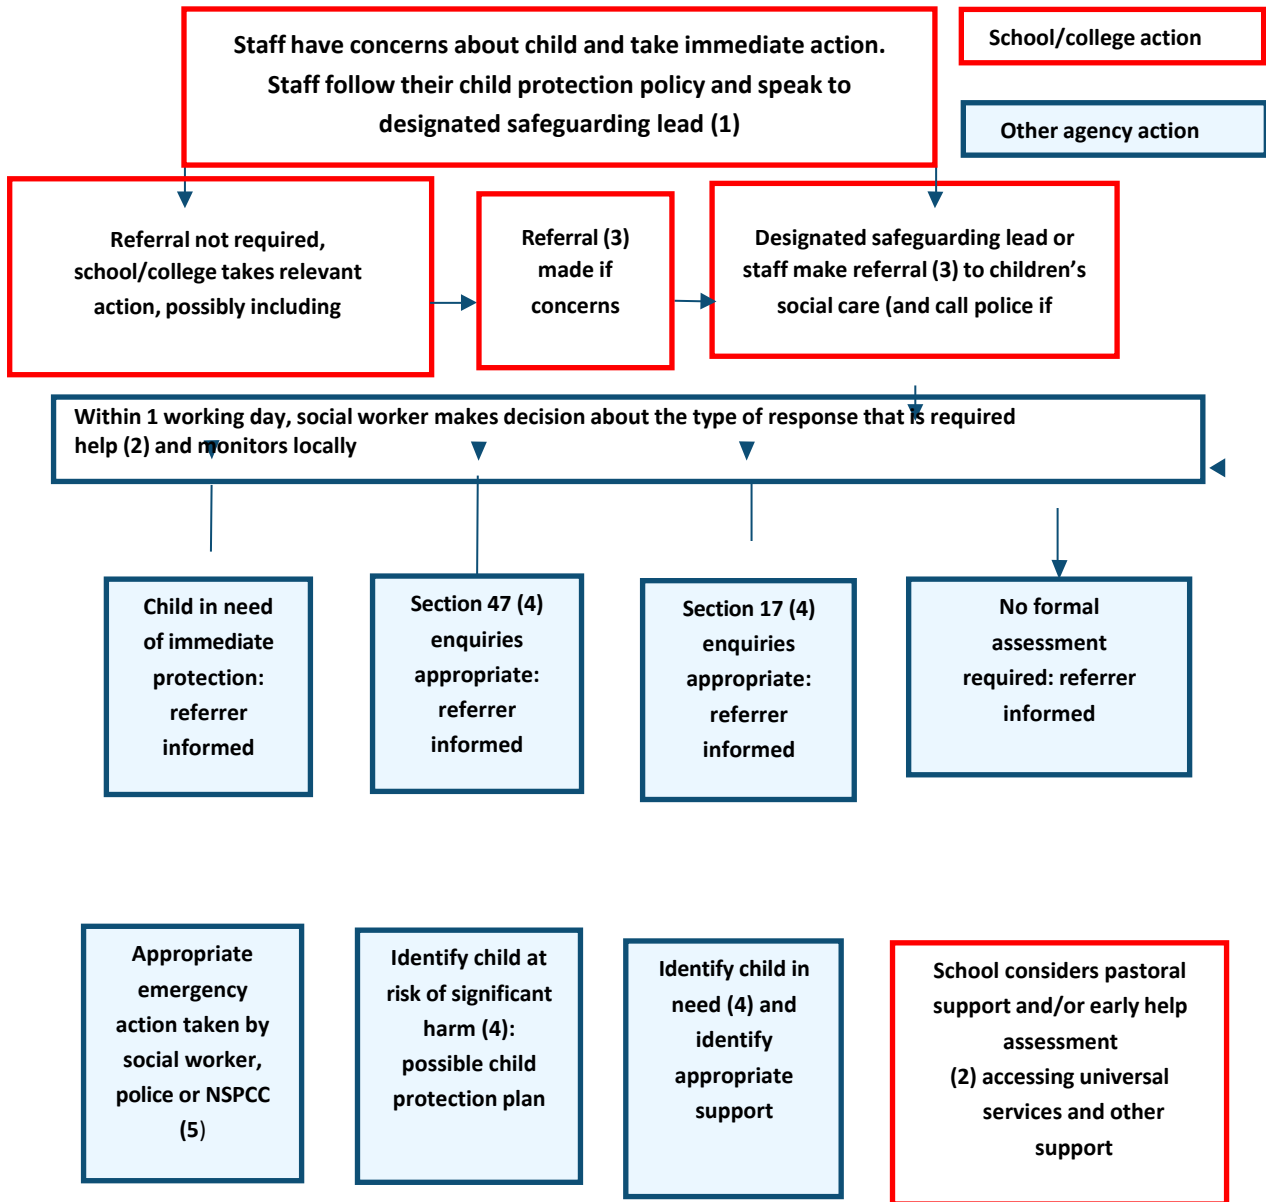 Staff have concerns about child and take immediate action.
Staff follow their child protection policy and speak to
designated safeguarding lead (1)
School/college action
Other agency action
Referral not required,
school/college takes relevant
action, possibly including
Referral (3)
made if
concerns
Designated safeguarding lead or
staff make referral (3) to children’s
social care (and call police if
Within 1 working day, social worker makes decision about the type of response that is required
help (2) and monitors locally
Child in need
of immediate
protection:
referrer
informed
Section 47 (4)
enquiries
appropriate:
referrer
informed
Section 17 (4)
enquiries
appropriate:
referrer
informed
No formal
assessment
required: referrer
informed
Appropriate
emergency
action taken by
social worker,
police or NSPCC
(5)
Identify child at
risk of significant
harm (4):
possible child
protection plan
Identify child in
need (4) and
identify
appropriate
support
School considers pastoral
support and/or early help
assessment
(2) accessing universal
services and other
support